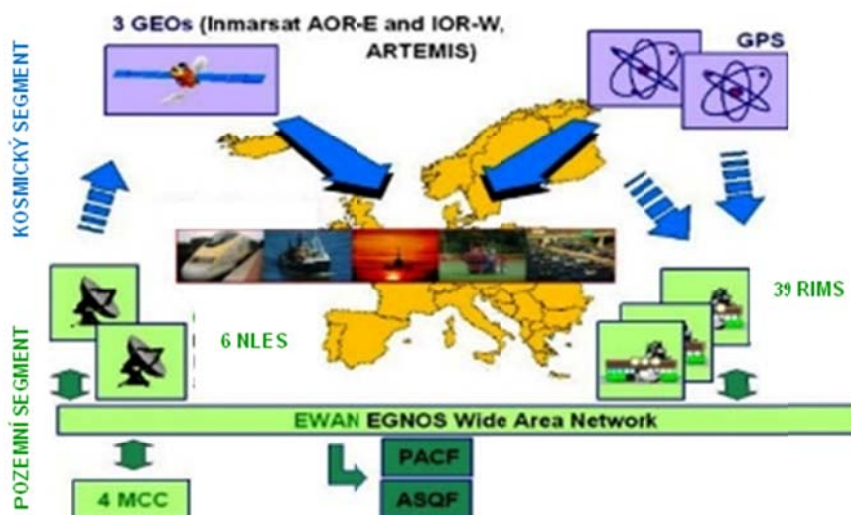 3 GEOs (Inmarsat AOR-E and IOR-W,
ARTEMIS)
GPS
KOSMICKÝ SEGMENT
39 RIMS
6 NLES
POZEMNÍ SEGMENT
EWAN EGNOS Wide Area Network
PACF
4 MCC
ASQF